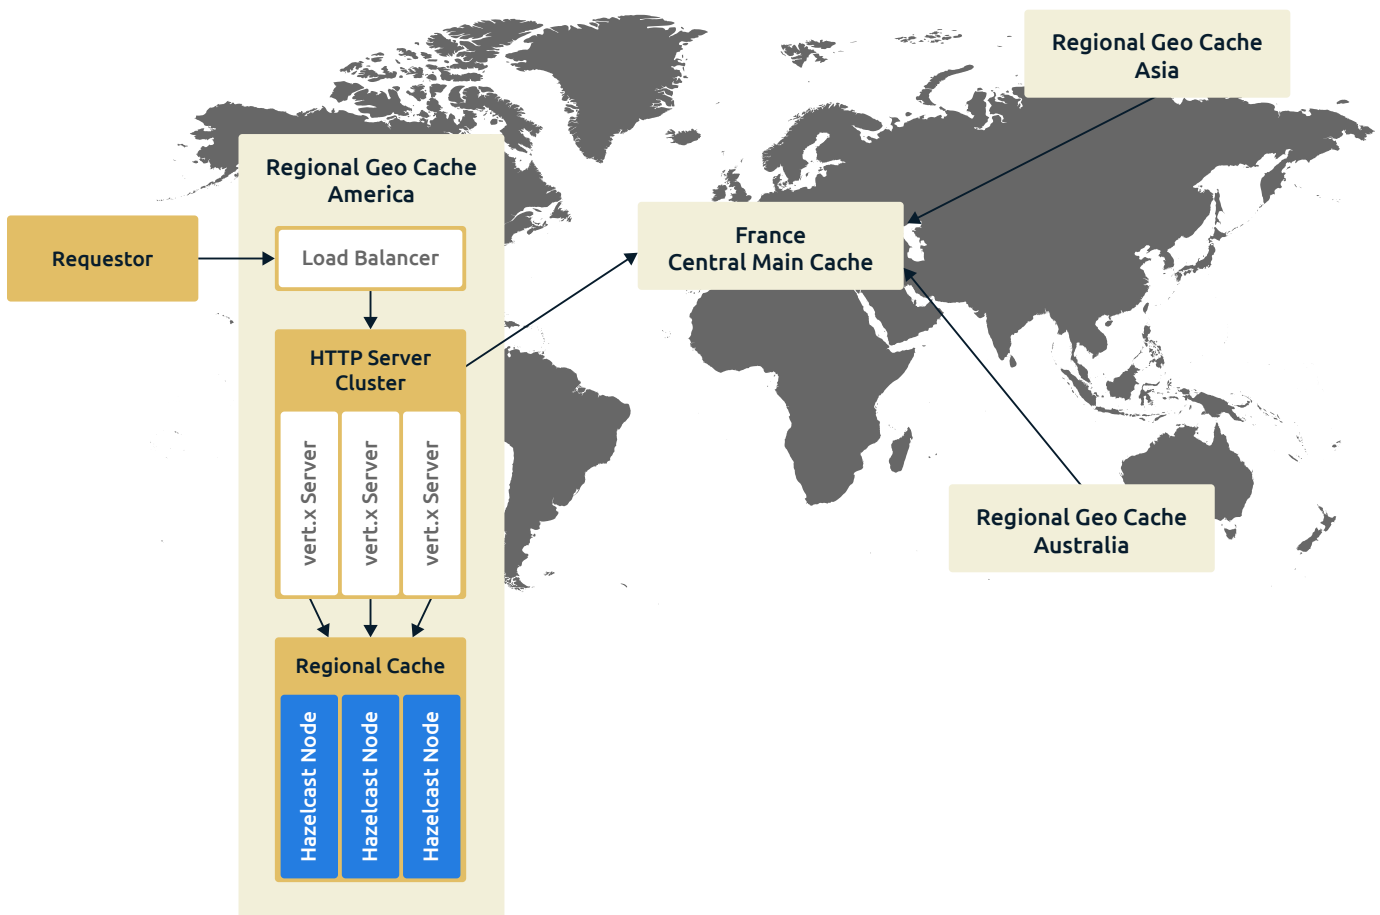 Regional Geo Cache
Asia
Regional Geo Cache
America
Requestor
Load Balancer
France
Central Main Cache
HTTP Server
Cluster
vert.x Server
vert.x Server
vert.x Server
Regional Geo Cache
Australia
Regional Cache
Hazelcast Node
Hazelcast Node
Hazelcast Node